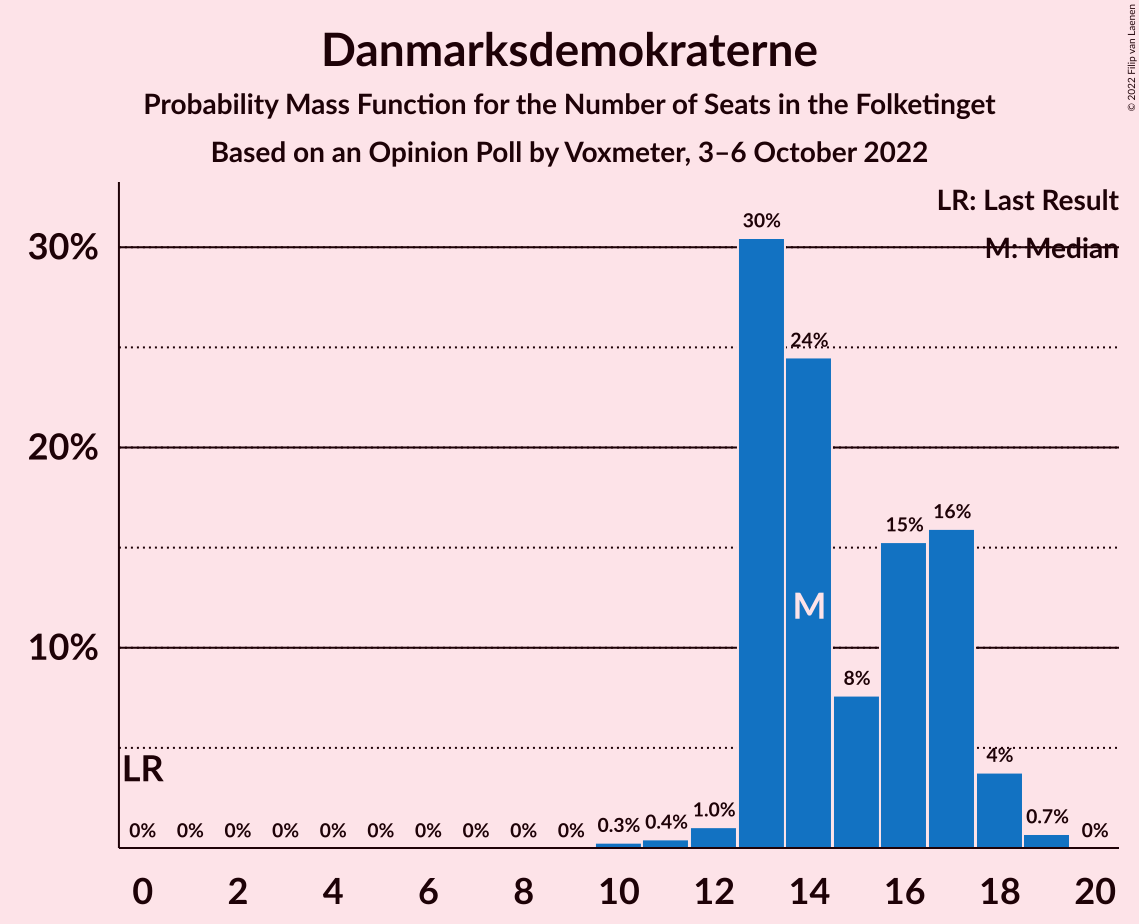 Danmarksdemokraterne
Probability Mass Function for the Number of Seats in the Folketinget
Based on an Opinion Poll by Voxmeter, 3–6 October 2022
© 2022 Filip van Laenen
LR: Last Result
M: Median
30%
20%
10%
30%
24%
15%
16%
8%
4%
0.3%
0.4%
1.0%
0.7%
0%
M
LR
0% 0% 0% 0% 0% 0% 0% 0% 0% 0%
0 2 4 6 8 10 12 14 16 18 20